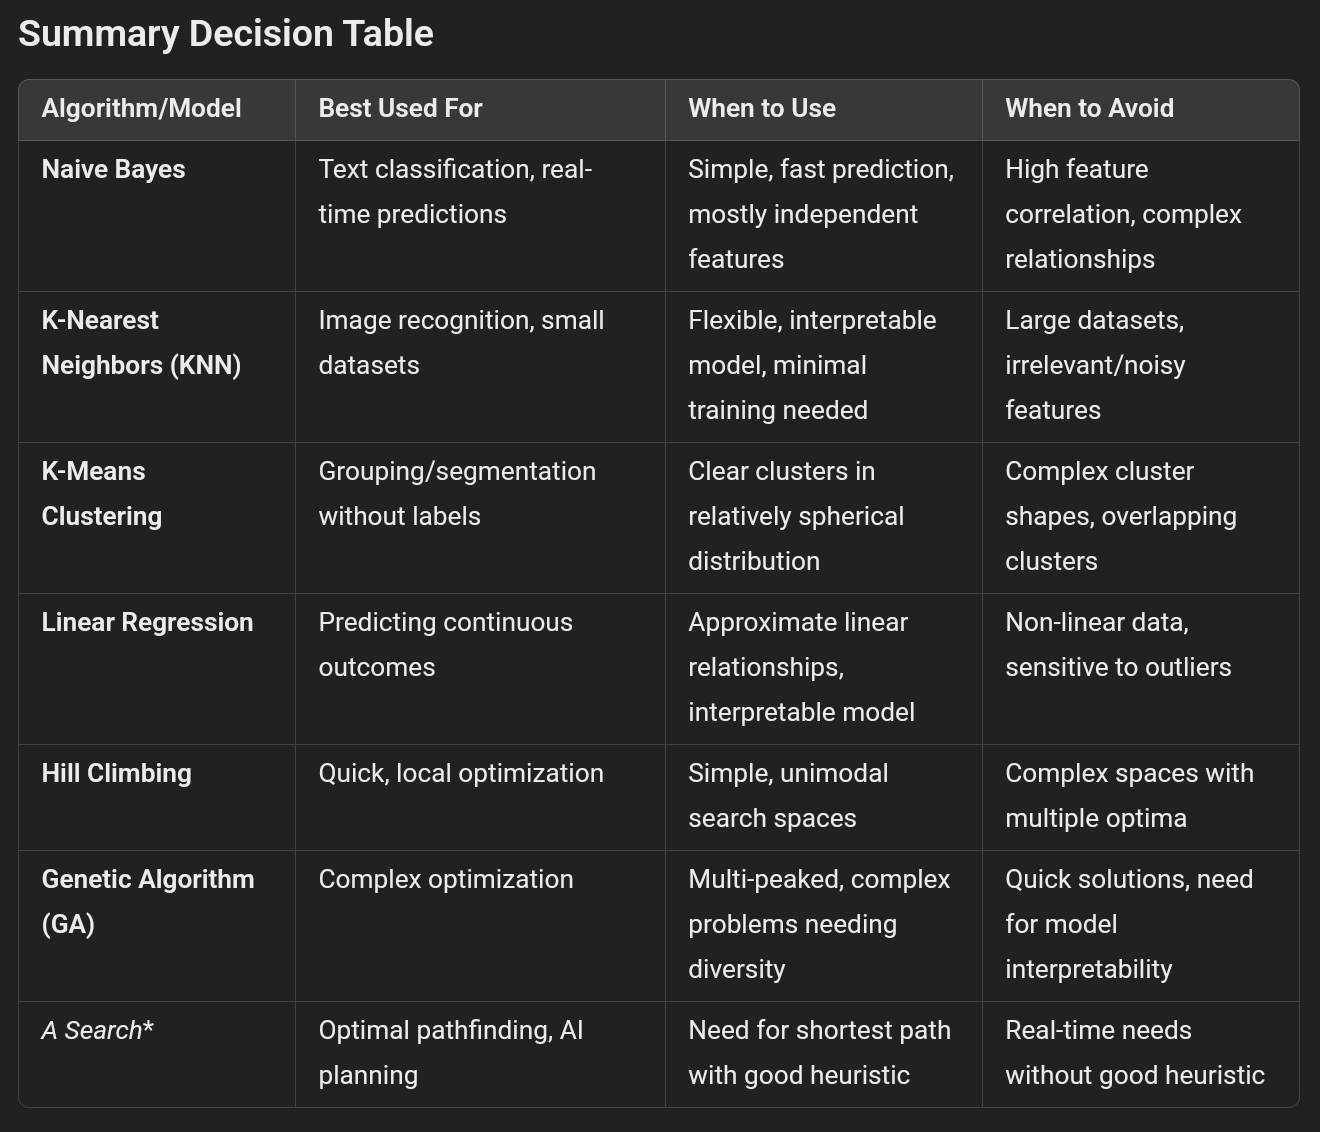 Summary Decision Table
Algorithm/Model
Best Used For
When to Use
When to Avoid
Naive Bayes
Text classification, real-
time predictions
Simple, fast prediction,
mostly independent
features
High feature
correlation, complex
relationships
K-Nearest
Neighbors (KNN)
Image recognition, small
datasets
Flexible, interpretable
model, minimal
training needed
Large datasets,
irrelevant/noisy
features
K-Means
Clustering
Grouping/segmentation
without labels
Clear clusters in
relatively spherical
distribution
Complex cluster
shapes, overlapping
clusters
Linear Regression
Predicting continuous
outcomes
Approximate linear
relationships,
interpretable model
Non-linear data,
sensitive to outliers
Hill Climbing
Quick, local optimization
Simple, unimodal
search spaces
Complex spaces with
multiple optima
Genetic Algorithm
(GA)
Complex optimization
Multi-peaked, complex
problems needing
diversity
Quick solutions, need
for model
interpretability
A Search*
Optimal pathfinding, AI
planning
Need for shortest path
with good heuristic
Real-time needs
without good heuristic